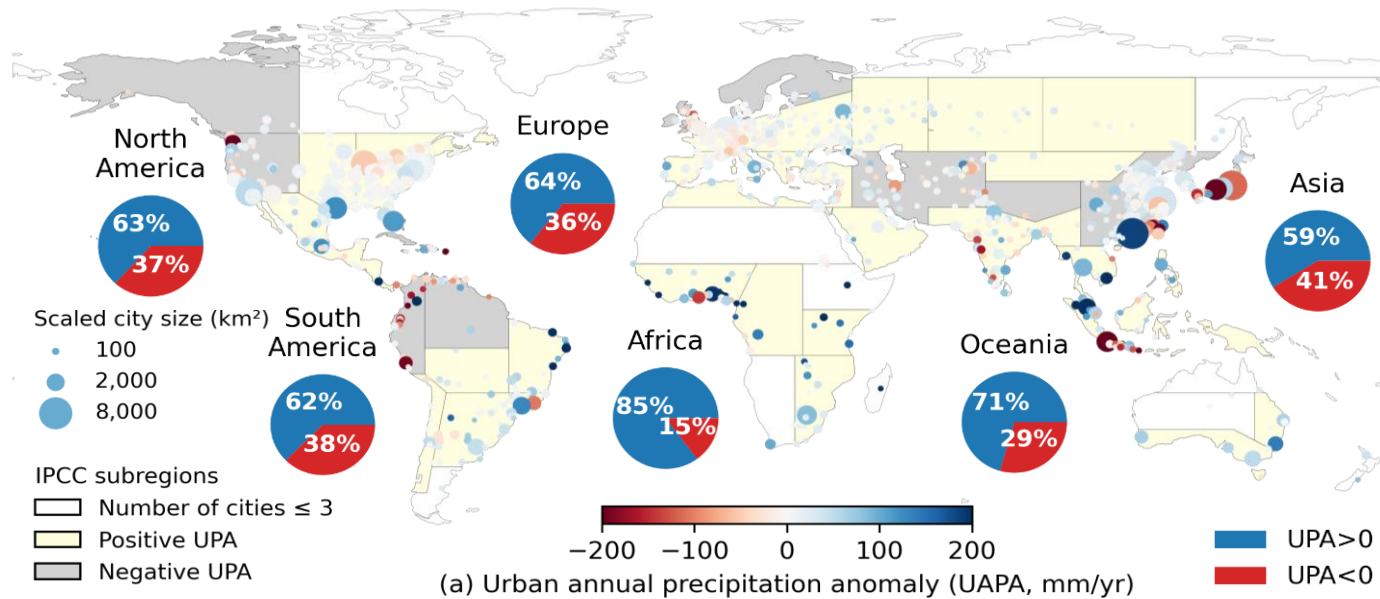 North
America
63%
37%
Europe
64%
36%
Asia
59%
41%
Scaled city size (km²)
100
2,000
8,000
South
America
62%
38%
Africa
85%
15%
Oceania
71%
29%
IPCC subregions
Number of cities ≤ 3
Positive UPA
Negative UPA
−200 −100 0 100 200
(a) Urban annual precipitation anomaly (UAPA, mm/yr)
UPA>0
UPA<0